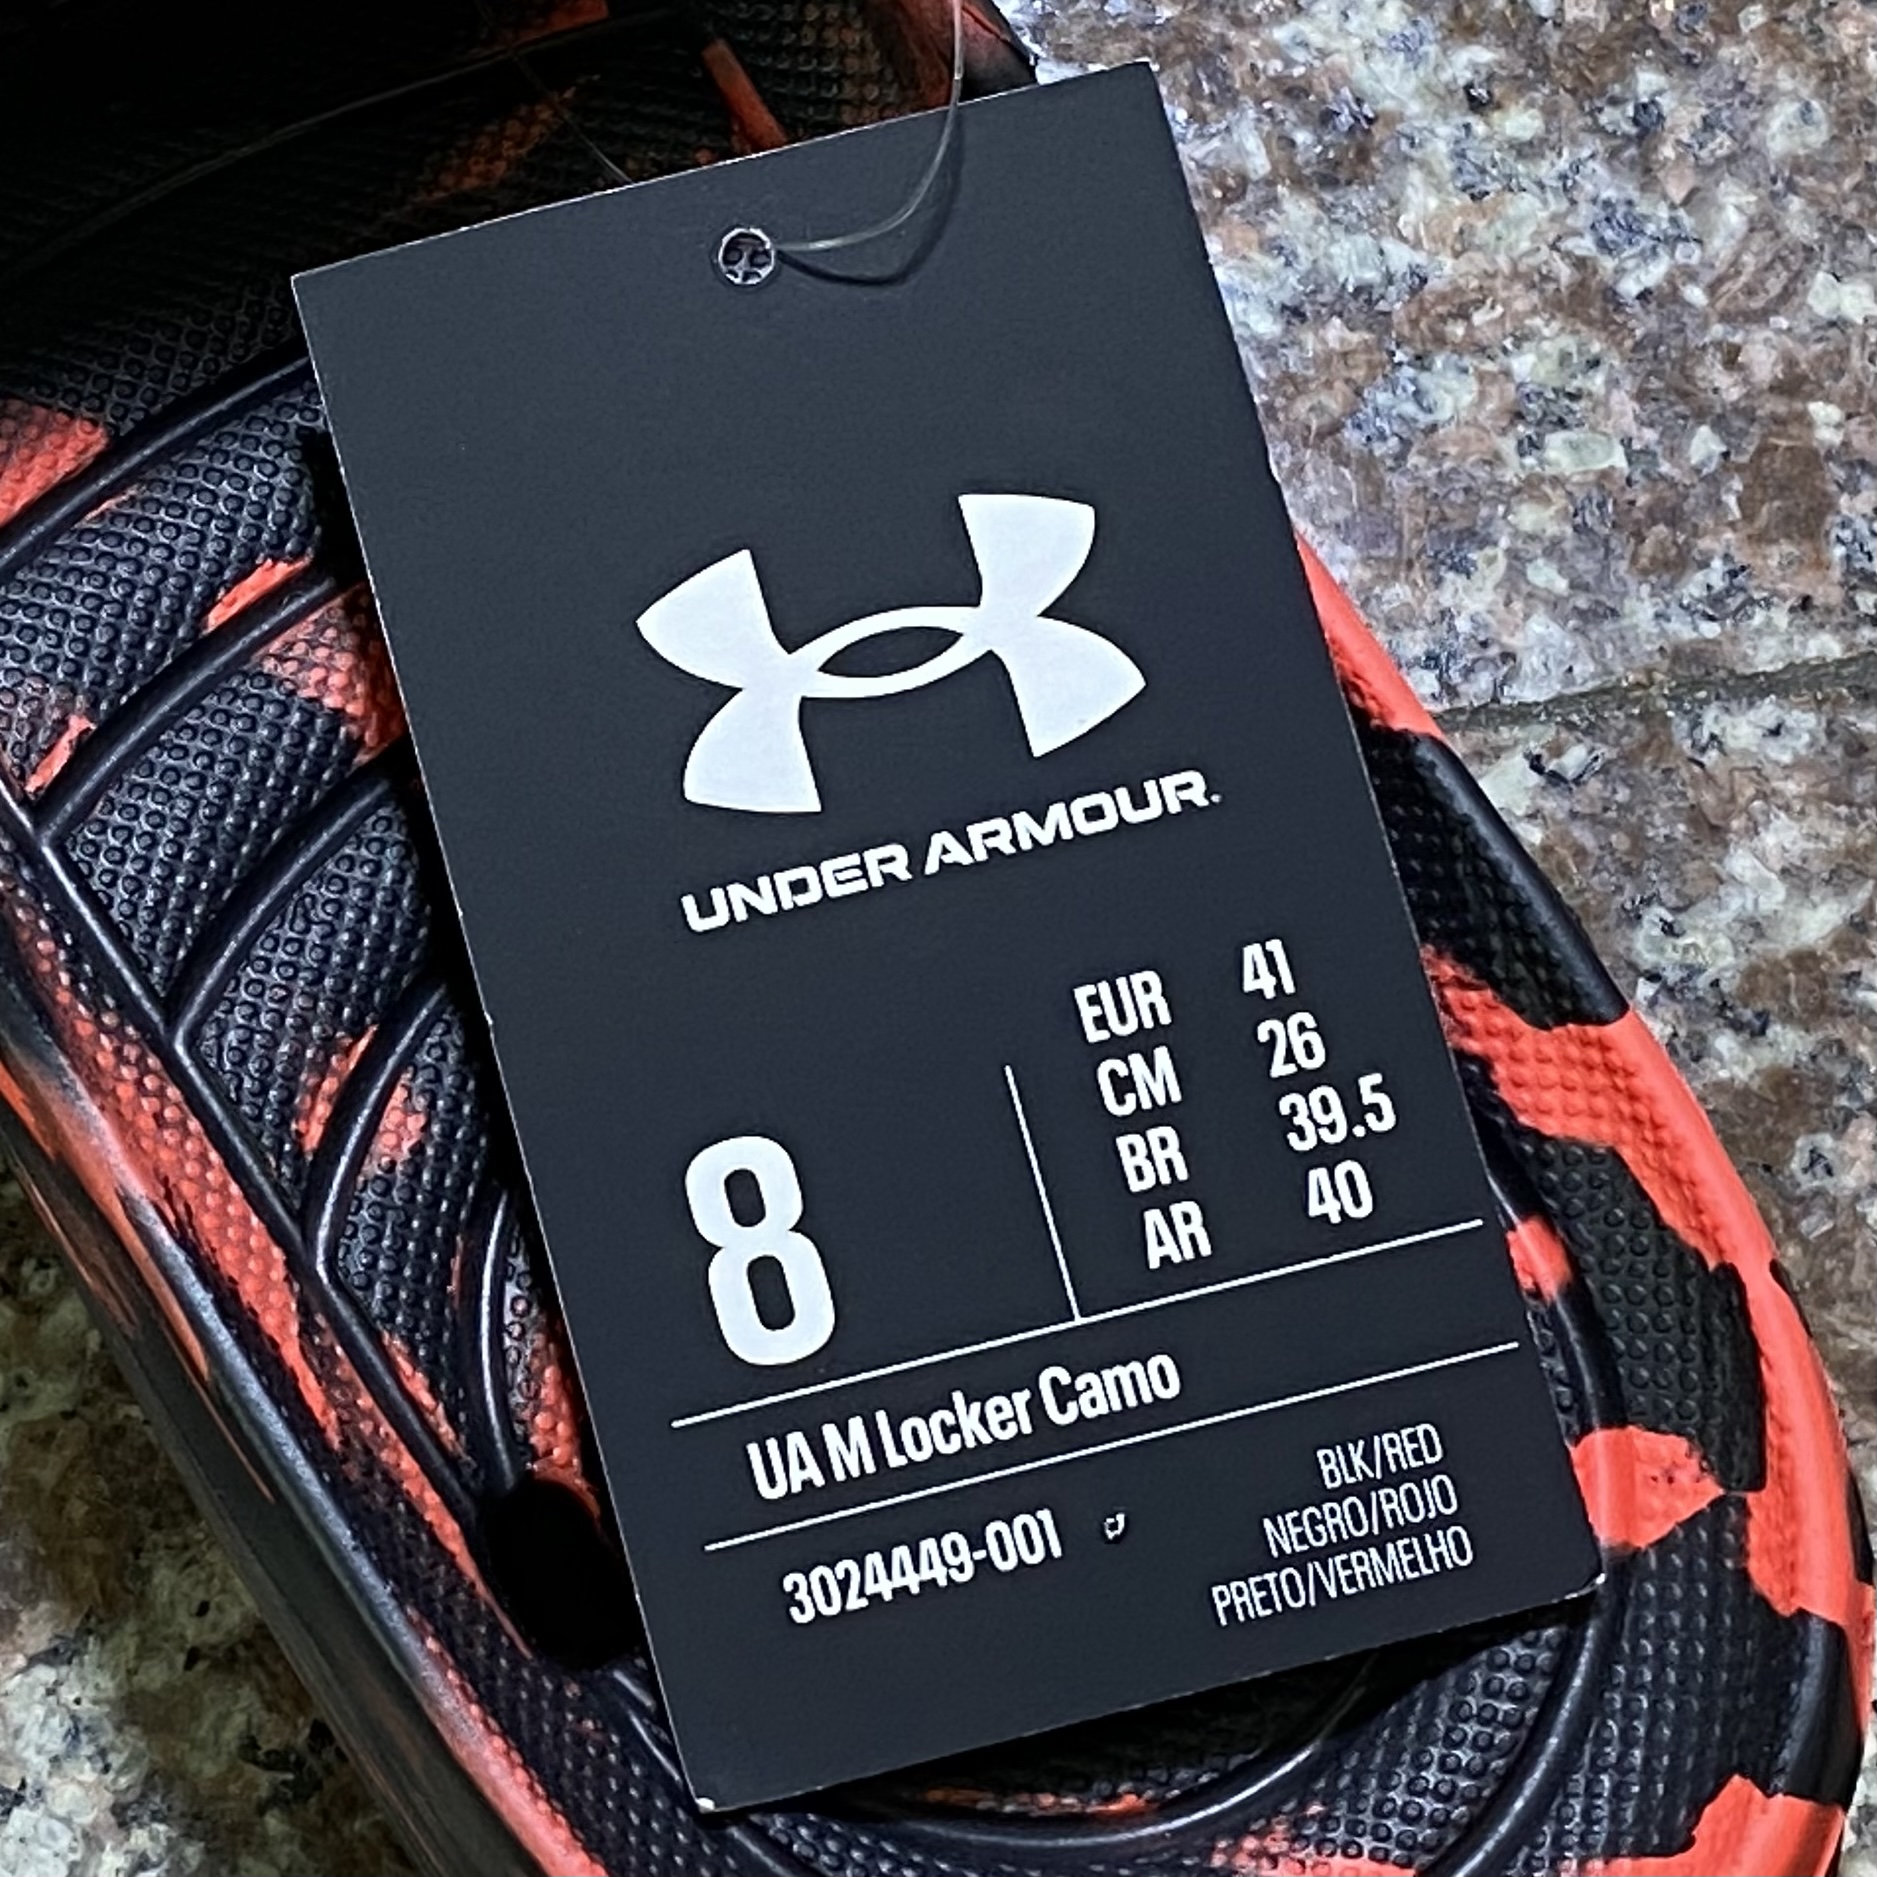 UNDER ARMOUR.
8
EUR 41
CM 26
BR 39.5
AR 40
UA M Locker Camo
3024449-001
BLK/RED
NEGRO/ROJO
PRETO/VERMELHO